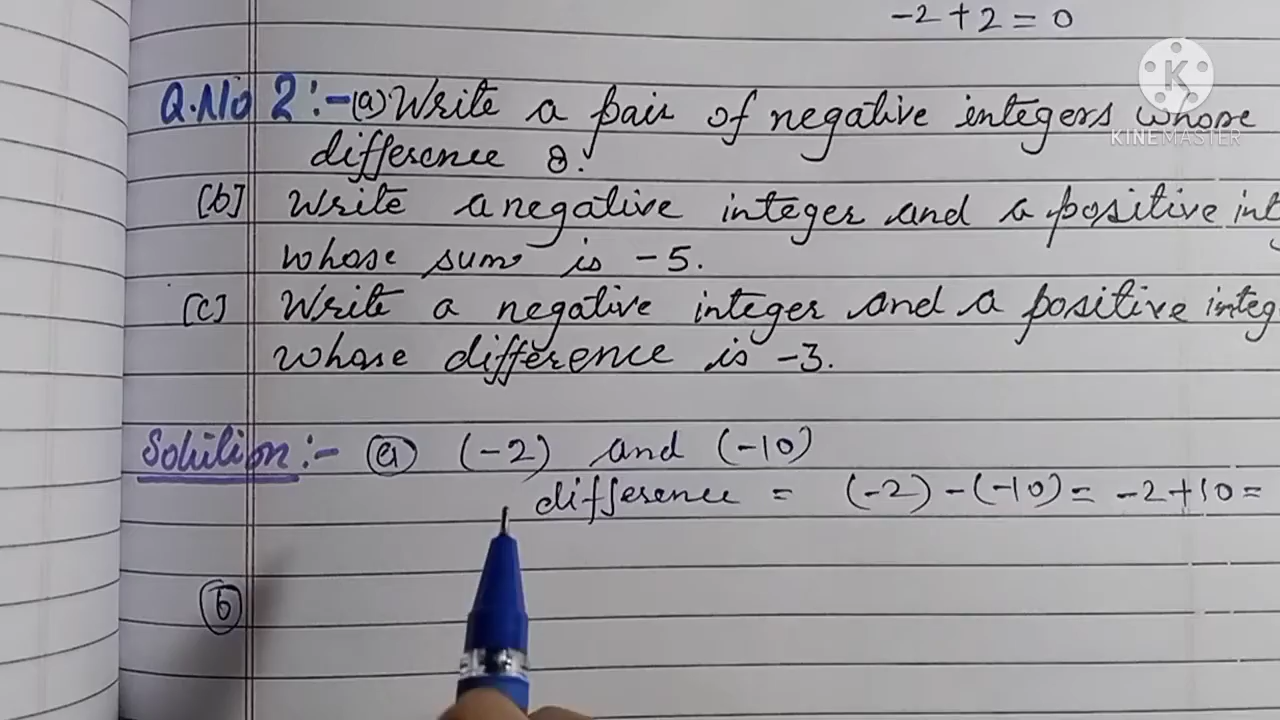 -2+2=0
K
KINEMASTER
Q.No 2:-(a) Write a pair of negative integers whose
difference 8.
[b] Write a negative integer and a positive int
whose sum is -5.
[c] Write a negative integer and a positive integ
whose difference is -3.
Solution:- (a) (-2) and (-10)
difference = (-2)-(-10)= -2+10=
(b)